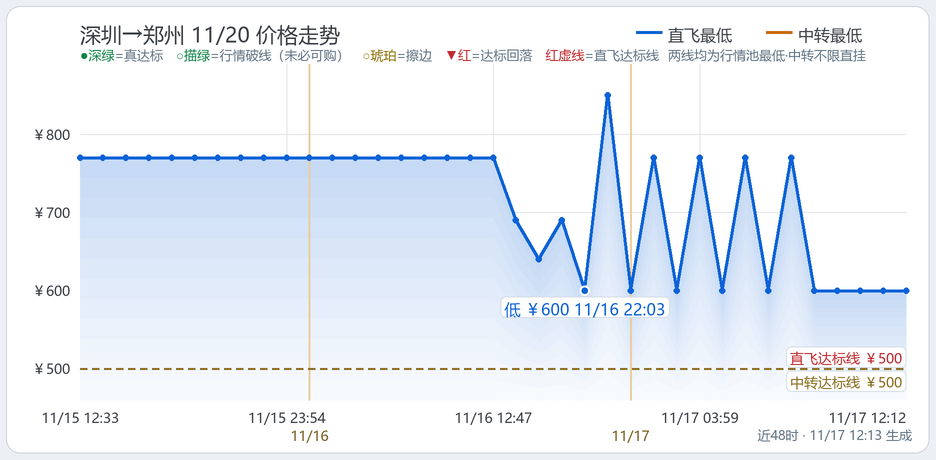 深圳→郑州 11/20 价格走势
直飞最低 中转最低
●深绿=真达标 ○描绿=行情破线（未必可购） ○琥珀=擦边 ▼红=达标回落 红虚线=直飞达标线 两线均为行情池最低·中转不限直挂
¥800
¥700
¥600
¥500
低 ¥600 11/16 22:03
直飞达标线 ¥500
中转达标线 ¥500
11/15 12:33 11/15 23:54 11/16 12:47 11/17 03:59 11/17 12:12
11/16 11/17
近48时 · 11/17 12:13 生成